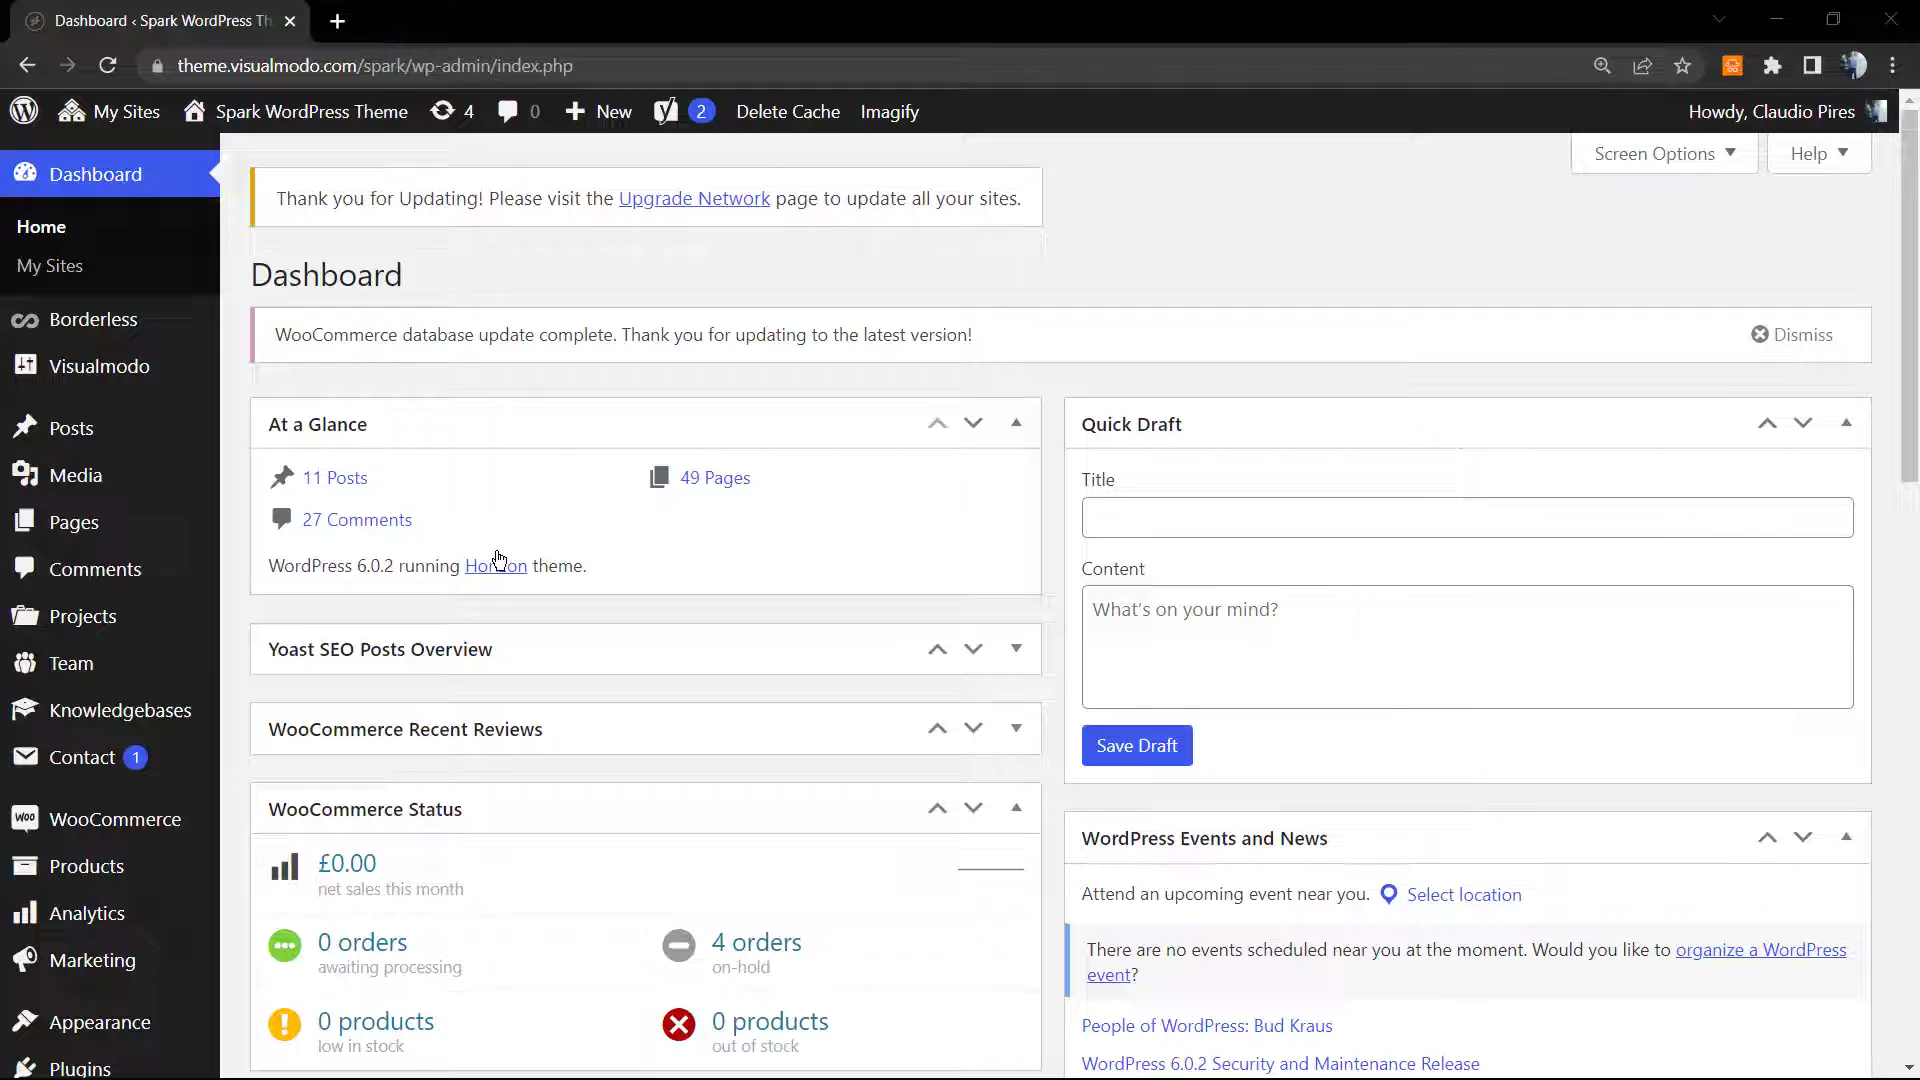 Dashboard ‹ Spark WordPress Th
theme.visualmodo.com/spark/wp-admin/index.php
My Sites Spark WordPress Theme 4 0 New 2 Delete Cache Imagify Howdy, Claudio Pires
Screen Options Help
Dashboard
Home
My Sites
Borderless
Visualmodo
Posts
Media
Pages
Comments
Projects
Team
Knowledgebases
Contact 1
WooCommerce
Products
Analytics
Marketing
Appearance
Plugins
Thank you for Updating! Please visit the Upgrade Network page to update all your sites.
Dashboard
WooCommerce database update complete. Thank you for updating to the latest version! Dismiss
At a Glance
11 Posts 49 Pages
27 Comments
WordPress 6.0.2 running theme.
Yoast SEO Posts Overview
WooCommerce Recent Reviews
WooCommerce Status
£0.00
net sales this month
0 orders 4 orders
awaiting processing on-hold
0 products 0 products
low in stock out of stock
Quick Draft
Title
Content
What's on your mind?
Save Draft
WordPress Events and News
Attend an upcoming event near you. Select location
There are no events scheduled near you at the moment. Would you like to organize a WordPress
event?
People of WordPress: Bud Kraus
WordPress 6.0.2 Security and Maintenance Release